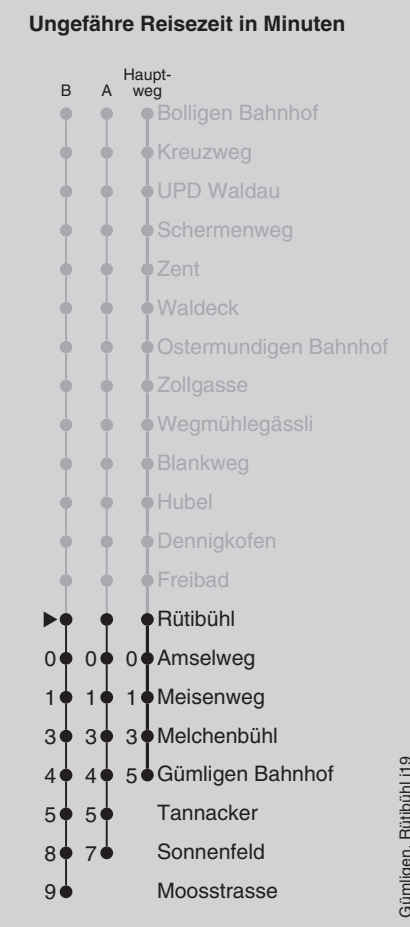 Ungefähre Reisezeit in Minuten
B A Haupt-
weg
Bolligen Bahnhof
Kreuzweg
UPD Waldau
Schermenweg
Zent
Waldeck
Ostermundigen Bahnhof
Zollgasse
Wegmühlegässli
Blankweg
Hubel
Dennigkofen
Freibad
Rütibühl
0 0 0 Amselweg
1 1 1 Meisenweg
3 3 3 Melchenbühl
4 4 5 Gümligen Bahnhof
5 5 Tannacker
8 7 Sonnenfeld
9 Moosstrasse
Gümligen, Rütibühl j19